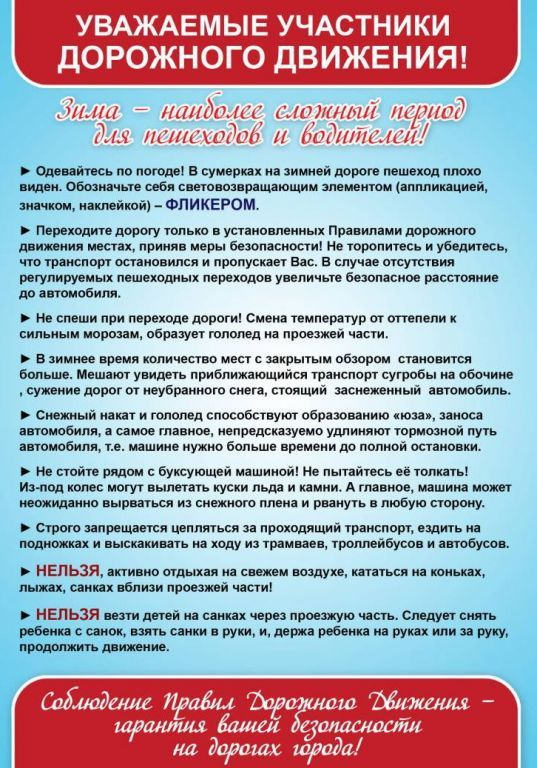 УВАЖАЕМЫЕ УЧАСТНИКИ
ДОРОЖНОГО ДВИЖЕНИЯ!
Зима – наиболее сложный период
для пешеходов и водителей!
► Одевайтесь по погоде! В сумерках на зимней дороге пешеход плохо
виден. Обозначьте себя световозвращающим элементом (аппликацией,
значком, наклейкой) – ФЛИКЕРОМ.
► Переходите дорогу только в установленных Правилами дорожного
движения местах, приняв меры безопасности! Не торопитесь и убедитесь,
что транспорт остановился и пропускает Вас. В случае отсутствия
регулируемых пешеходных переходов увеличьте безопасное расстояние
до автомобиля.
► Не спеши при переходе дороги! Смена температур от оттепели к
сильным морозам, образует гололед на проезжей части.
► В зимнее время количество мест с закрытым обзором становится
больше. Мешают увидеть приближающийся транспорт сугробы на обочине
, сужение дорог от неубранного снега, стоящий заснеженный автомобиль.
► Снежный накат и гололед способствуют образованию «юза», заноса
автомобиля, а самое главное, непредсказуемо удлиняют тормозной путь
автомобиля, т.е. машине нужно больше времени до полной остановки.
► Не стойте рядом с буксующей машиной! Не пытайтесь её толкать!
Из-под колес могут вылетать куски льда и камни. А главное, машина может
неожиданно вырваться из снежного плена и рвануть в любую сторону.
► Строго запрещается цепляться за проходящий транспорт, ездить на
подножках и выскакивать на ходу из трамваев, троллейбусов и автобусов.
► НЕЛЬЗЯ, активно отдыхая на свежем воздухе, кататься на коньках,
лыжах, санках вблизи проезжей части!
► НЕЛЬЗЯ везти детей на санках через проезжую часть. Следует снять
ребенка с санок, взять санки в руки, и, держа ребенка на руках или за руку,
продолжить движение.
Соблюдение Правил Дорожного Движения –
гарантия вашей безопасности
на дорогах города!